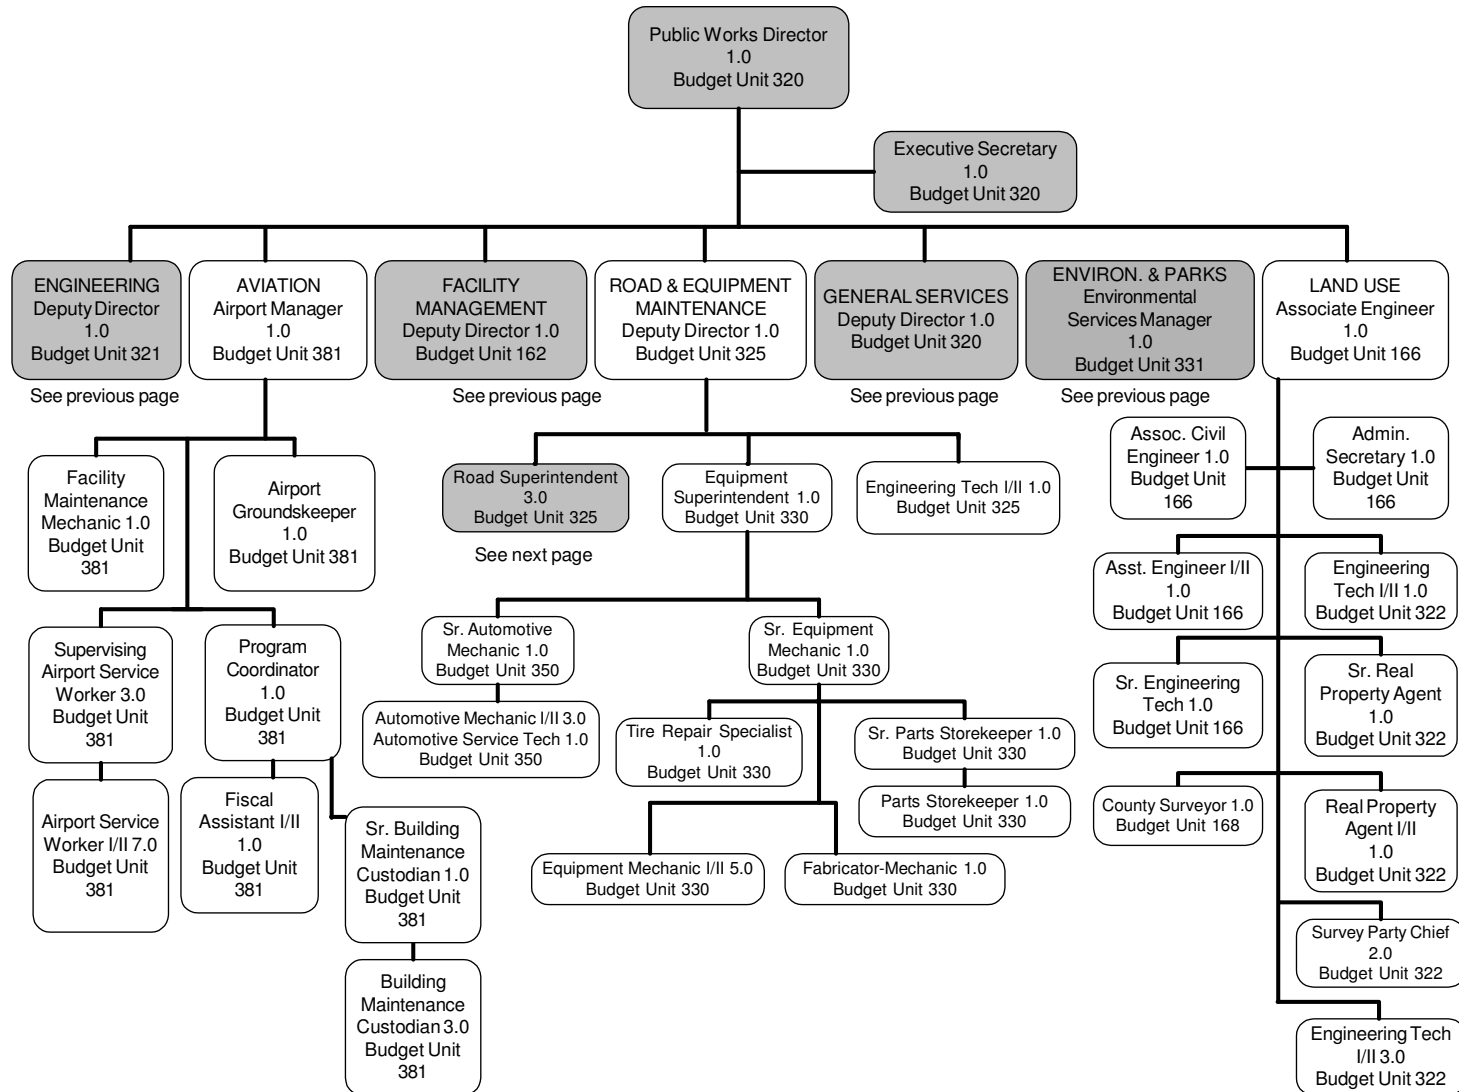 Public Works Director
1.0
Budget Unit 320
Executive Secretary
1.0
Budget Unit 320
ENGINEERING
Deputy Director
1.0
Budget Unit 321
See previous page
AVIATION
Airport Manager
1.0
Budget Unit 381
FACILITY
MANAGEMENT
Deputy Director 1.0
Budget Unit 162
See previous page
ROAD & EQUIPMENT
MAINTENANCE
Deputy Director 1.0
Budget Unit 325
GENERAL SERVICES
Deputy Director 1.0
Budget Unit 320
See previous page
ENVIRON. & PARKS
Environmental
Services Manager
1.0
Budget Unit 331
See previous page
LAND USE
Associate Engineer
1.0
Budget Unit 166
Facility
Maintenance
Mechanic 1.0
Budget Unit
381
Airport
Groundskeeper
1.0
Budget Unit 381
Supervising
Airport Service
Worker 3.0
Budget Unit
381
Program
Coordinator
1.0
Budget Unit
381
Airport Service
Worker I/II 7.0
Budget Unit
381
Fiscal
Assistant I/II
1.0
Budget Unit
381
Sr. Building
Maintenance
Custodian 1.0
Budget Unit
381
Building
Maintenance
Custodian 3.0
Budget Unit
381
Road Superintendent
3.0
Budget Unit 325
See next page
Equipment
Superintendent 1.0
Budget Unit 330
Engineering Tech I/II 1.0
Budget Unit 325
Sr. Automotive
Mechanic 1.0
Budget Unit 350
Sr. Equipment
Mechanic 1.0
Budget Unit 330
Automotive Mechanic I/II 3.0
Automotive Service Tech 1.0
Budget Unit 350
Tire Repair Specialist
1.0
Budget Unit 330
Sr. Parts Storekeeper 1.0
Budget Unit 330
Parts Storekeeper 1.0
Budget Unit 330
Equipment Mechanic I/II 5.0
Budget Unit 330
Fabricator-Mechanic 1.0
Budget Unit 330
Assoc. Civil
Engineer 1.0
Budget Unit
166
Admin.
Secretary 1.0
Budget Unit
166
Asst. Engineer I/II
1.0
Budget Unit 166
Engineering
Tech I/II 1.0
Budget Unit 322
Sr. Engineering
Tech 1.0
Budget Unit 166
Sr. Real
Property Agent
1.0
Budget Unit 322
County Surveyor 1.0
Budget Unit 168
Real Property
Agent I/II
1.0
Budget Unit 322
Survey Party Chief
2.0
Budget Unit 322
Engineering Tech
I/II 3.0
Budget Unit 322